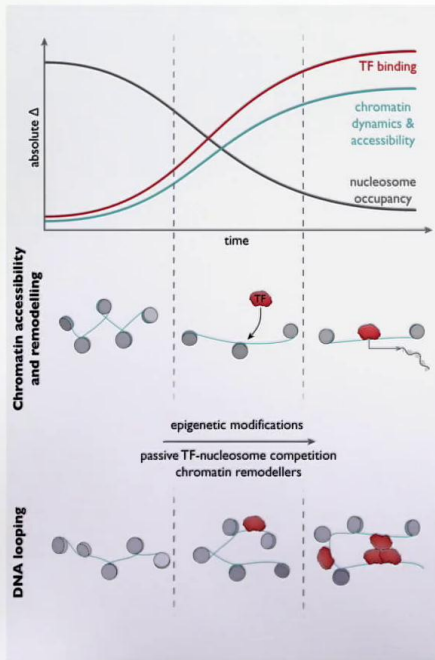 absolute Δ
TF binding
chromatin
dynamics &
accessibility
nucleosome
occupancy
time
Chromatin accessibility
and remodelling
TF
epigenetic modifications
passive TF-nucleosome competition
chromatin remodellers
DNA looping